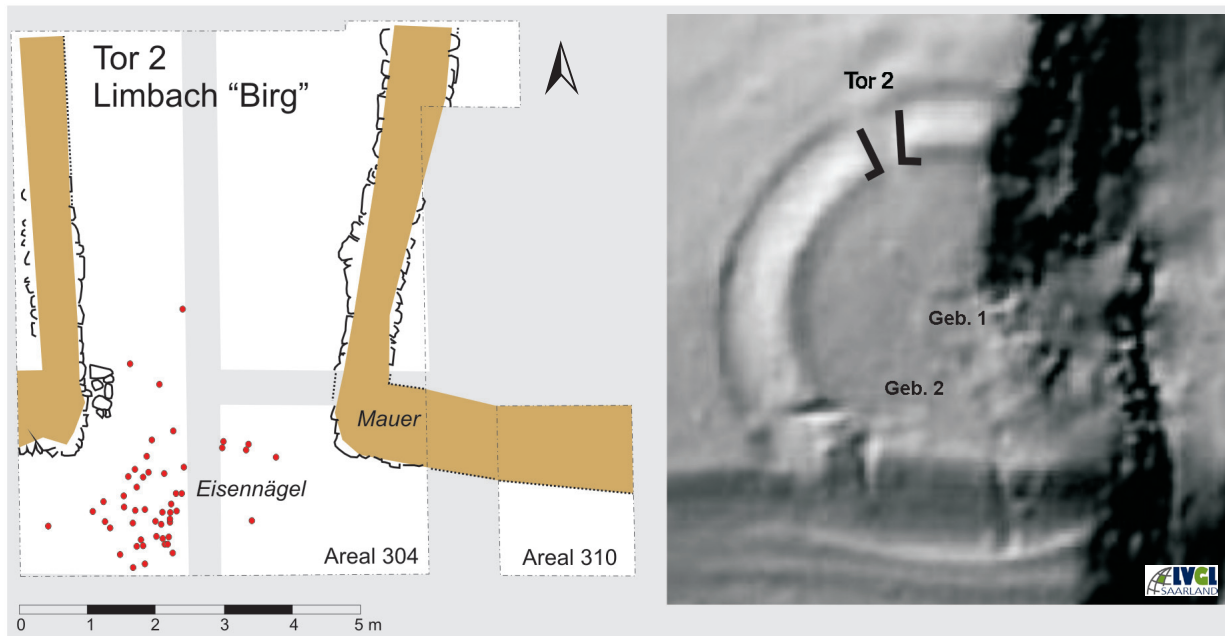 Tor 2
Limbach "Birg"
Mauer
Eisennägel
Areal 304
Areal 310
0 1 2 3 4 5 m
Tor 2
Geb. 1
Geb. 2
LVGL
SAARLAND